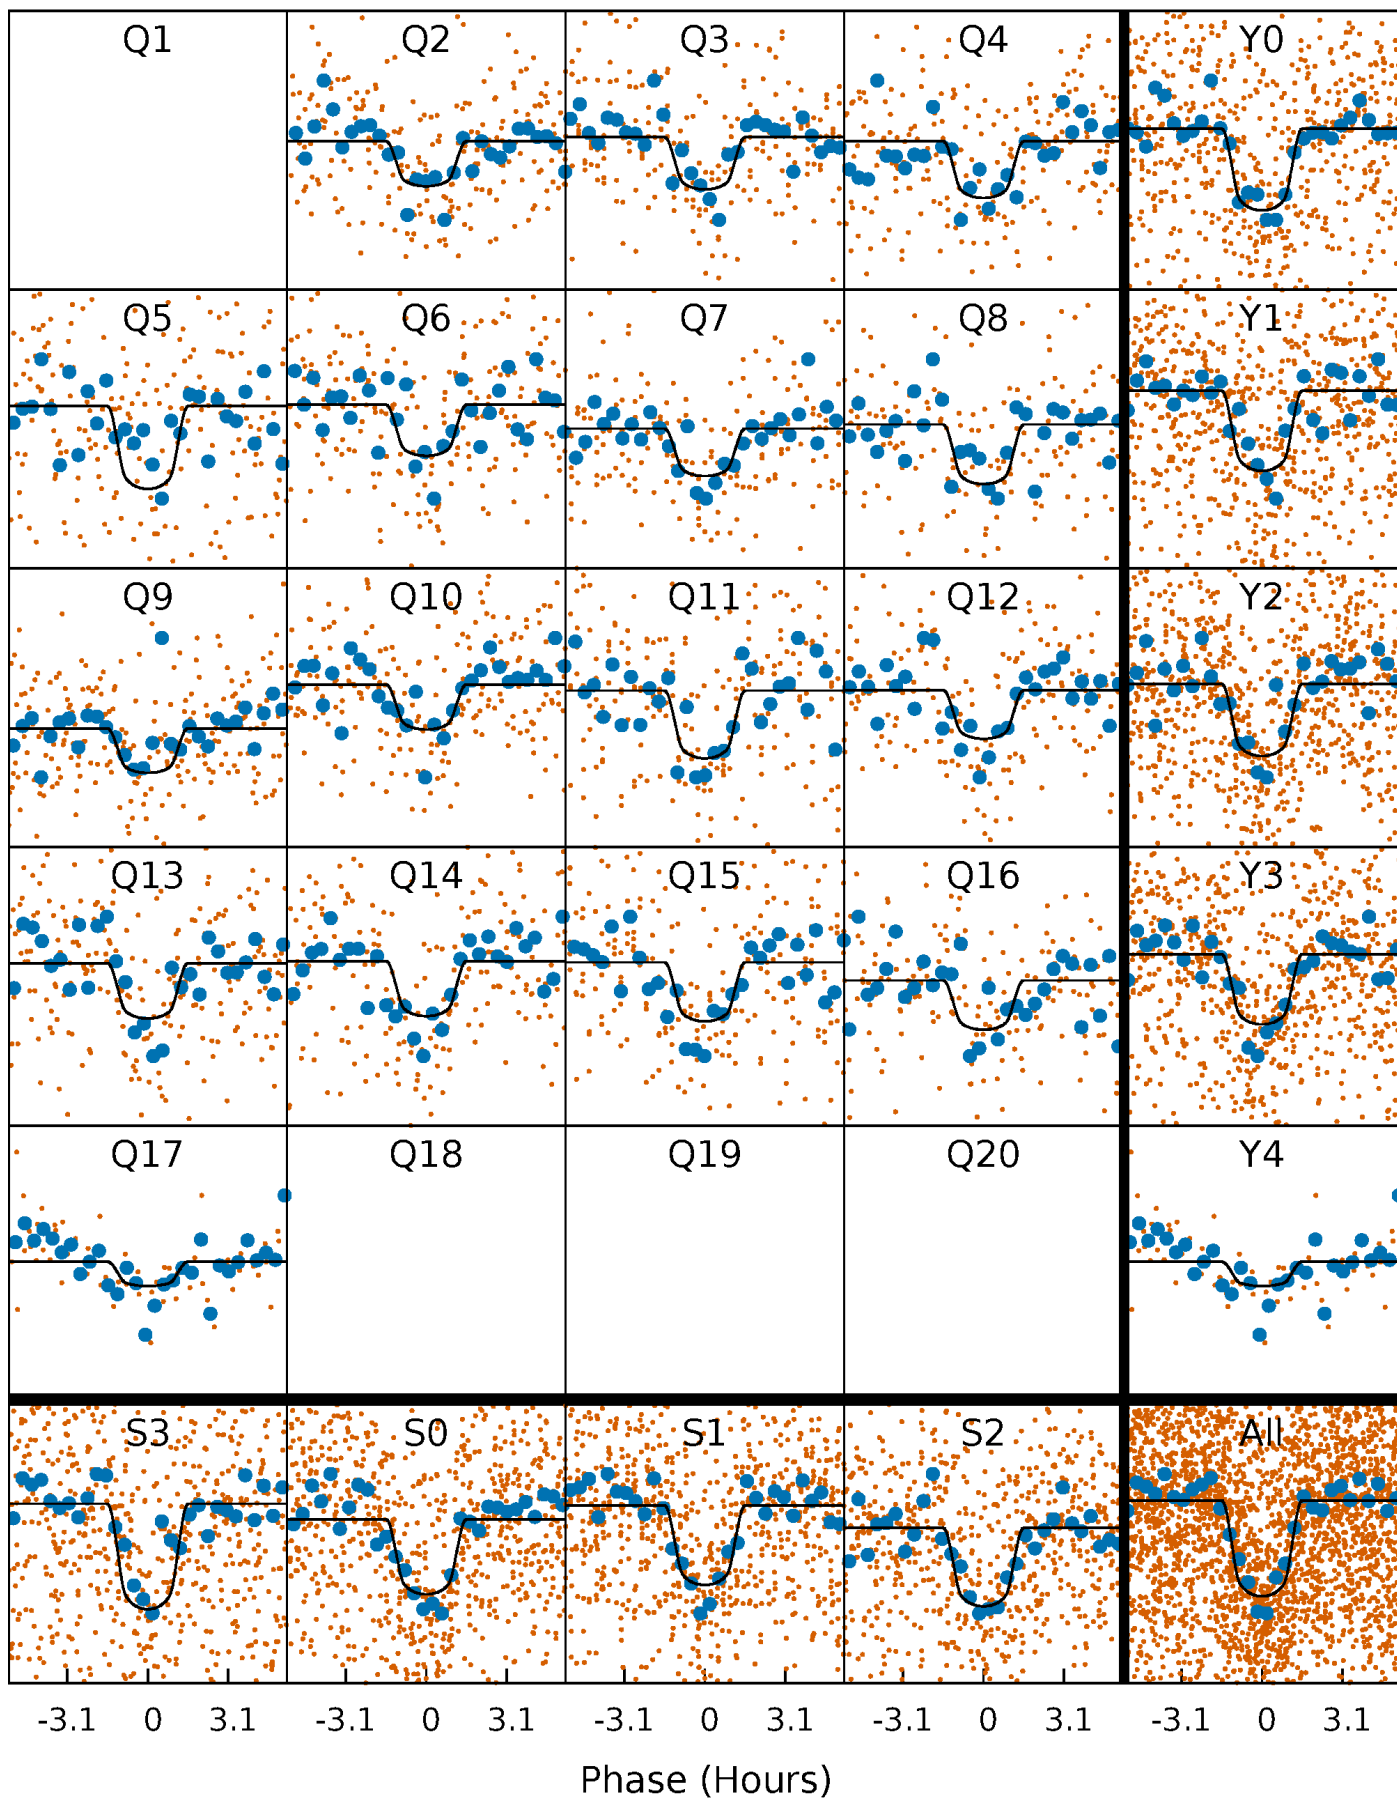 Q1 Q2 Q3 Q4 Y0
Q5 Q6 Q7 Q8 Y1
Q9 Q10 Q11 Q12 Y2
Q13 Q14 Q15 Q16 Y3
Q17 Q18 Q19 Q20 Y4
S3 S0 S1 S2 All
-3.1 0 3.1 -3.1 0 3.1 -3.1 0 3.1 -3.1 0 3.1 -3.1 0 3.1
Phase (Hours)